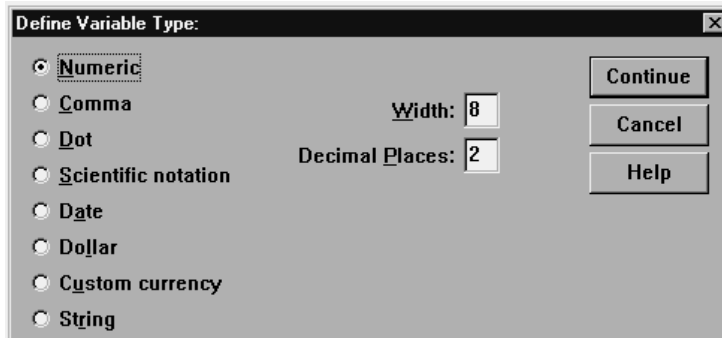 Define Variable Type:
Numeric
Comma
Dot
Scientific notation
Date
Dollar
Custom currency
String
Width: 8
Decimal Places: 2
Continue
Cancel
Help